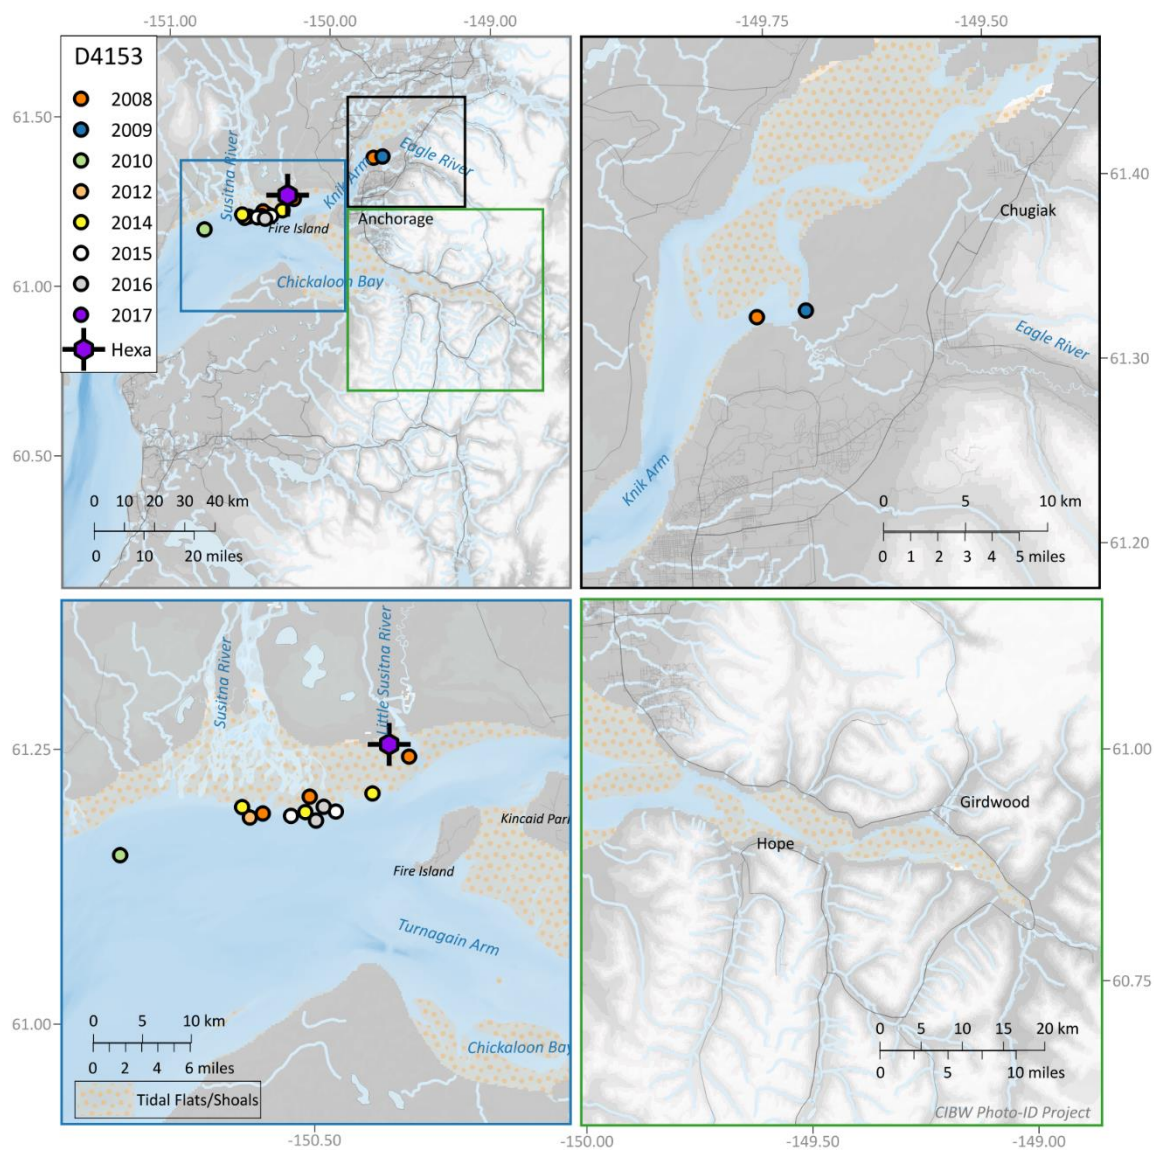 -151.00 -150.00 -149.00
-149.75 -149.50
D4153
2008
2009
2010
2012
2014
2015
2016
2017
Hexa
61.50
61.00
60.50
Susitna River
Knik Arm
Eagle River
Anchorage
Fire Island
Chickaloon Bay
0 10 20 30 40 km
0 10 20 miles
Chugiak
Eagle River
Knik Arm
0 5 10 km
0 1 2 3 4 5 miles
61.40
61.30
61.20
Susitna River
Little Susitna River
61.25
61.00
Kincaid Par
Fire Island
Turnagain Arm
Chickaloon Bay
0 5 10 km
0 2 4 6 miles
Tidal Flats/Shoals
-150.50
Girdwood
Hope
61.00
60.75
0 5 10 15 20 km
0 5 10 miles
CIBW Photo-ID Project
-150.00 -149.50 -149.00